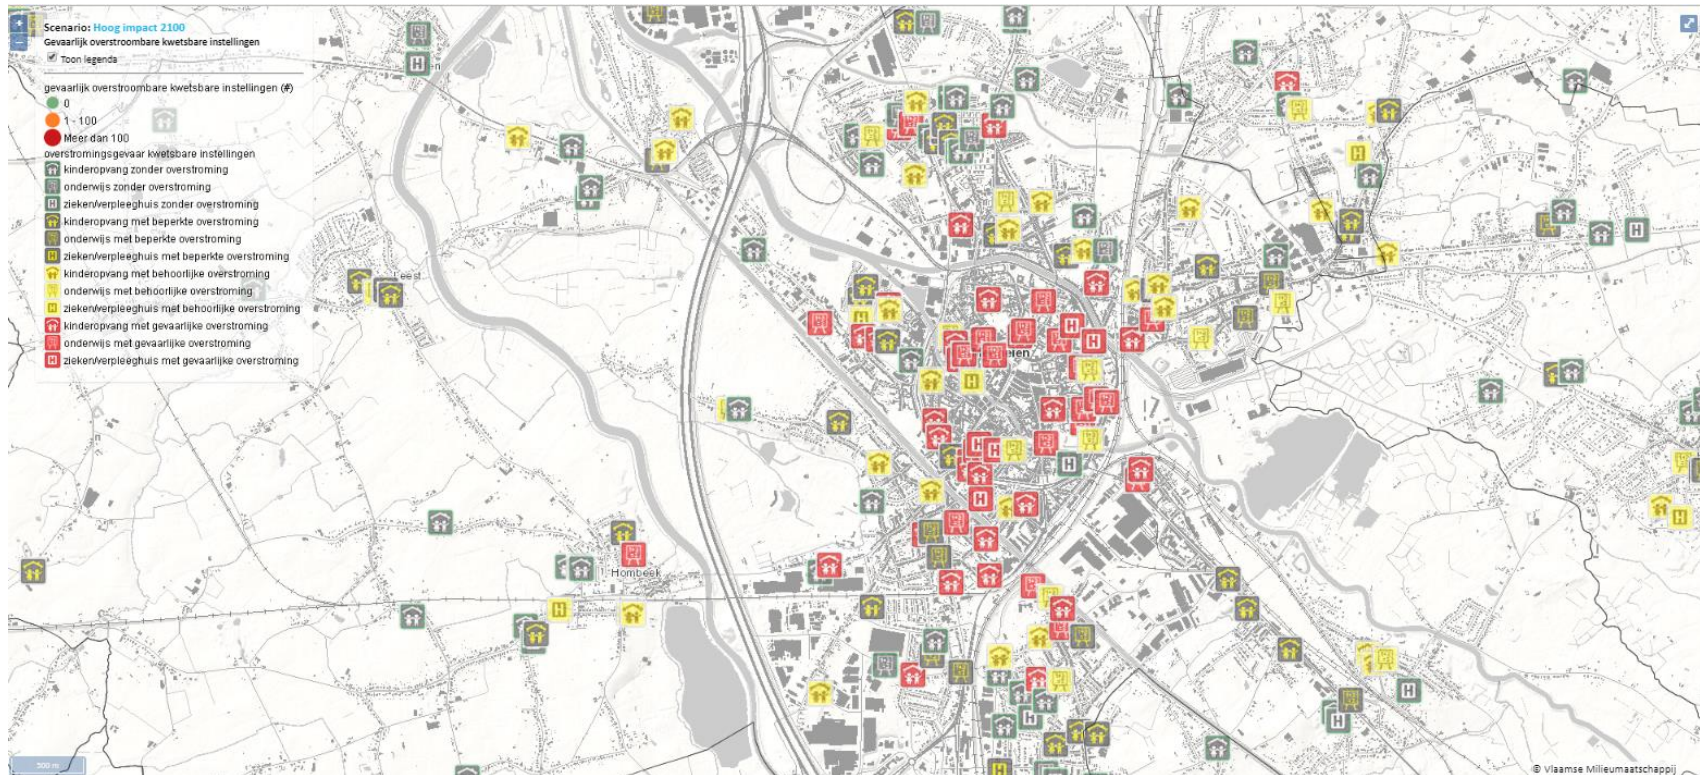 Scenario: Hoog impact 2100
Gevaarlijk overstroombare kwetsbare instellingen
Toon legenda
gevaarlijk overstroombare kwetsbare instellingen (#)
0
1 - 100
Meer dan 100
overstromingsgevaar kwetsbare instellingen
kinderopvang zonder overstroming
onderwijs zonder overstroming
zieken/verpleeghuis zonder overstroming
kinderopvang met beperkte overstroming
onderwijs met beperkte overstroming
zieken/verpleeghuis met beperkte overstroming
kinderopvang met behoorlijke overstroming
onderwijs met behoorlijke overstroming
zieken/verpleeghuis met behoorlijke overstroming
kinderopvang met gevaarlijke overstroming
onderwijs met gevaarlijke overstroming
zieken/verpleeghuis met gevaarlijke overstroming
Hombeek
500 m
© Vlaamse Milieumaatschappij